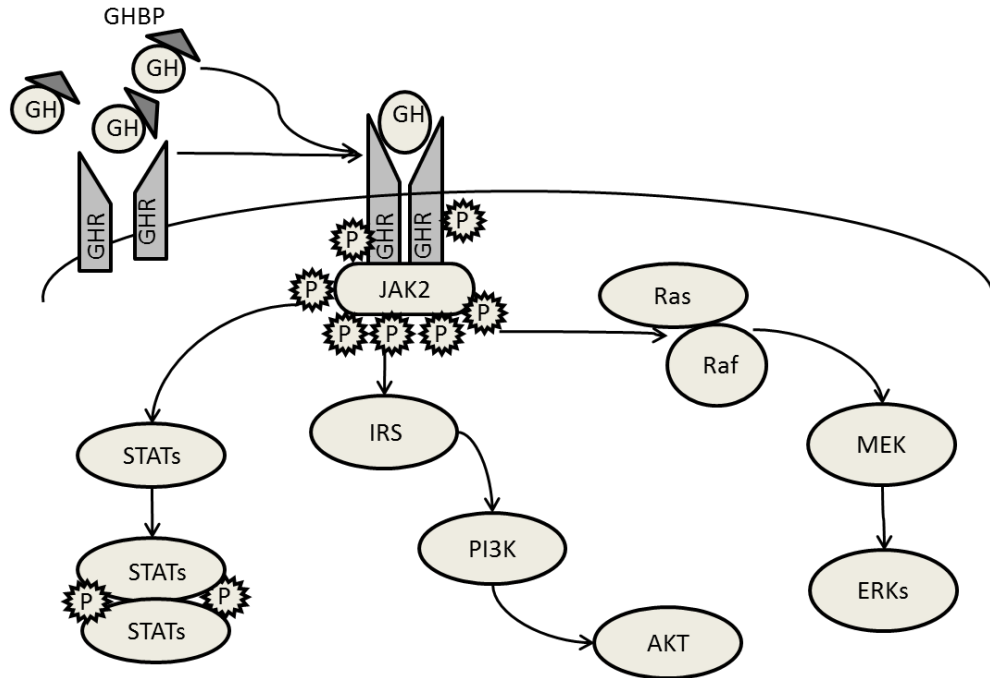 GHBP
GH
GH
GH
GH
GHR
GHR
GHR
GHR
P
P
JAK2
P
P
P
P
P
Ras
Raf
STATs
IRS
MEK
PI3K
STATs
P
P
STATs
ERKs
AKT